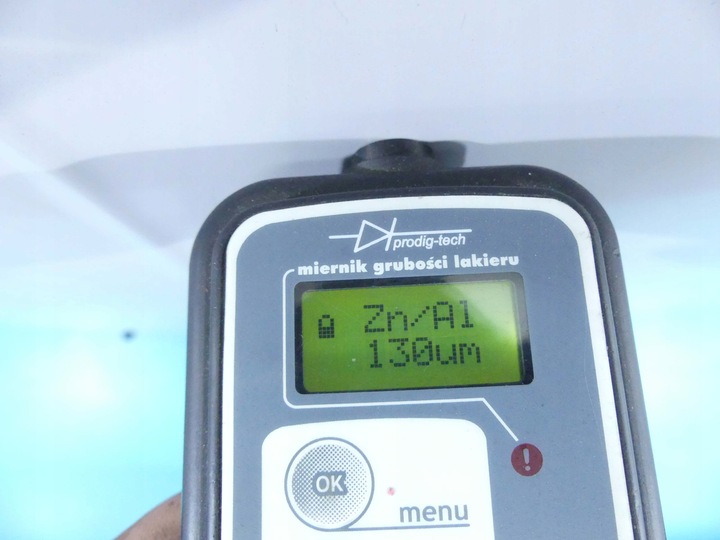 prodig-tech
miernik grubości lakieru
Zn/Al
130um
!
OK
menu